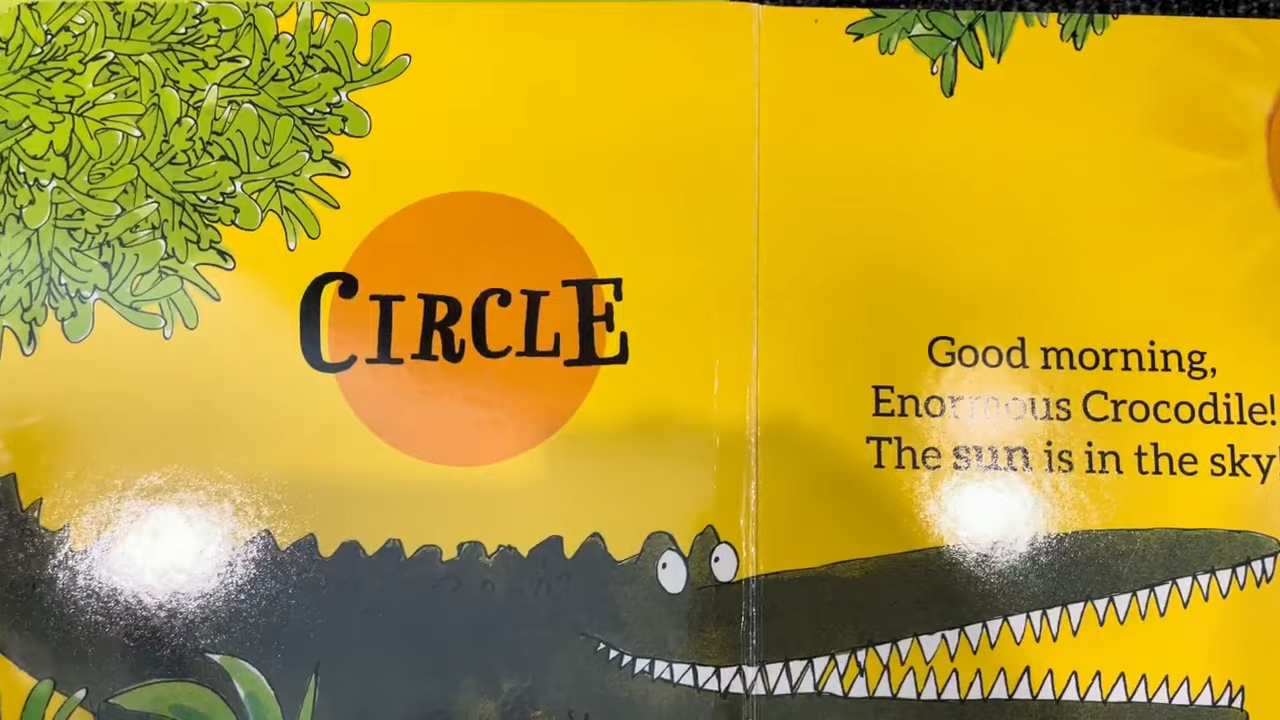 CIRCLE
Good morning,
Enormous Crocodile!
The sun is in the sky!